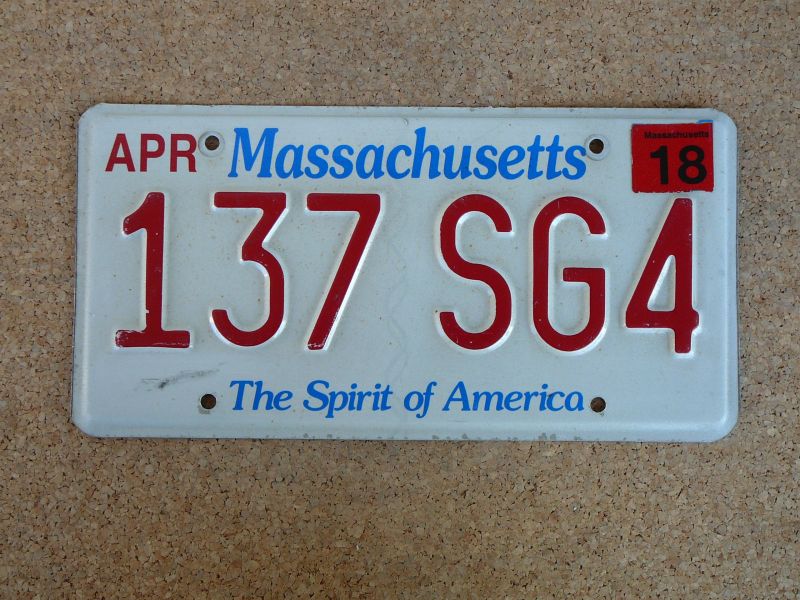 APR Massachusetts
Massachusetts
18
137 SG4
The Spirit of America